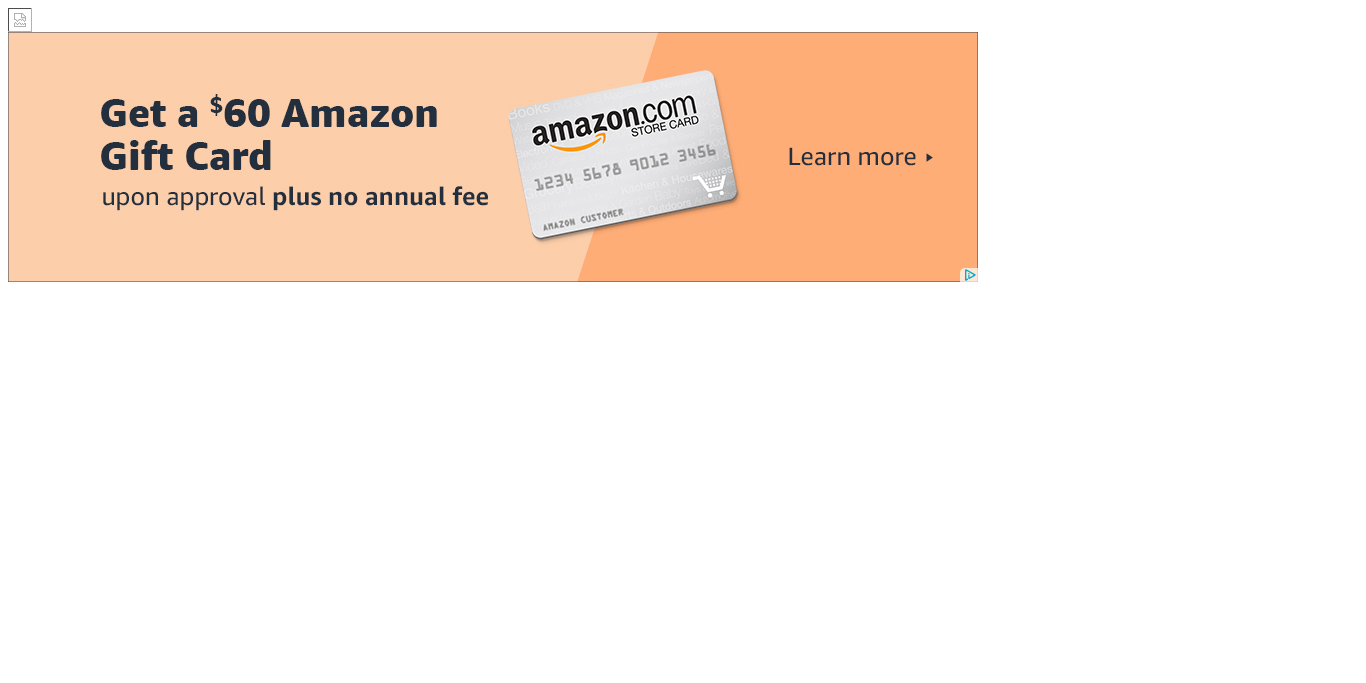 Get a $60 Amazon
Gift Card
upon approval plus no annual fee
Books
amazon.com
STORE CARD
1234 5678 9012 3456
Kitchen & Housewares
AMAZON CUSTOMER
& Outdoors
Learn more